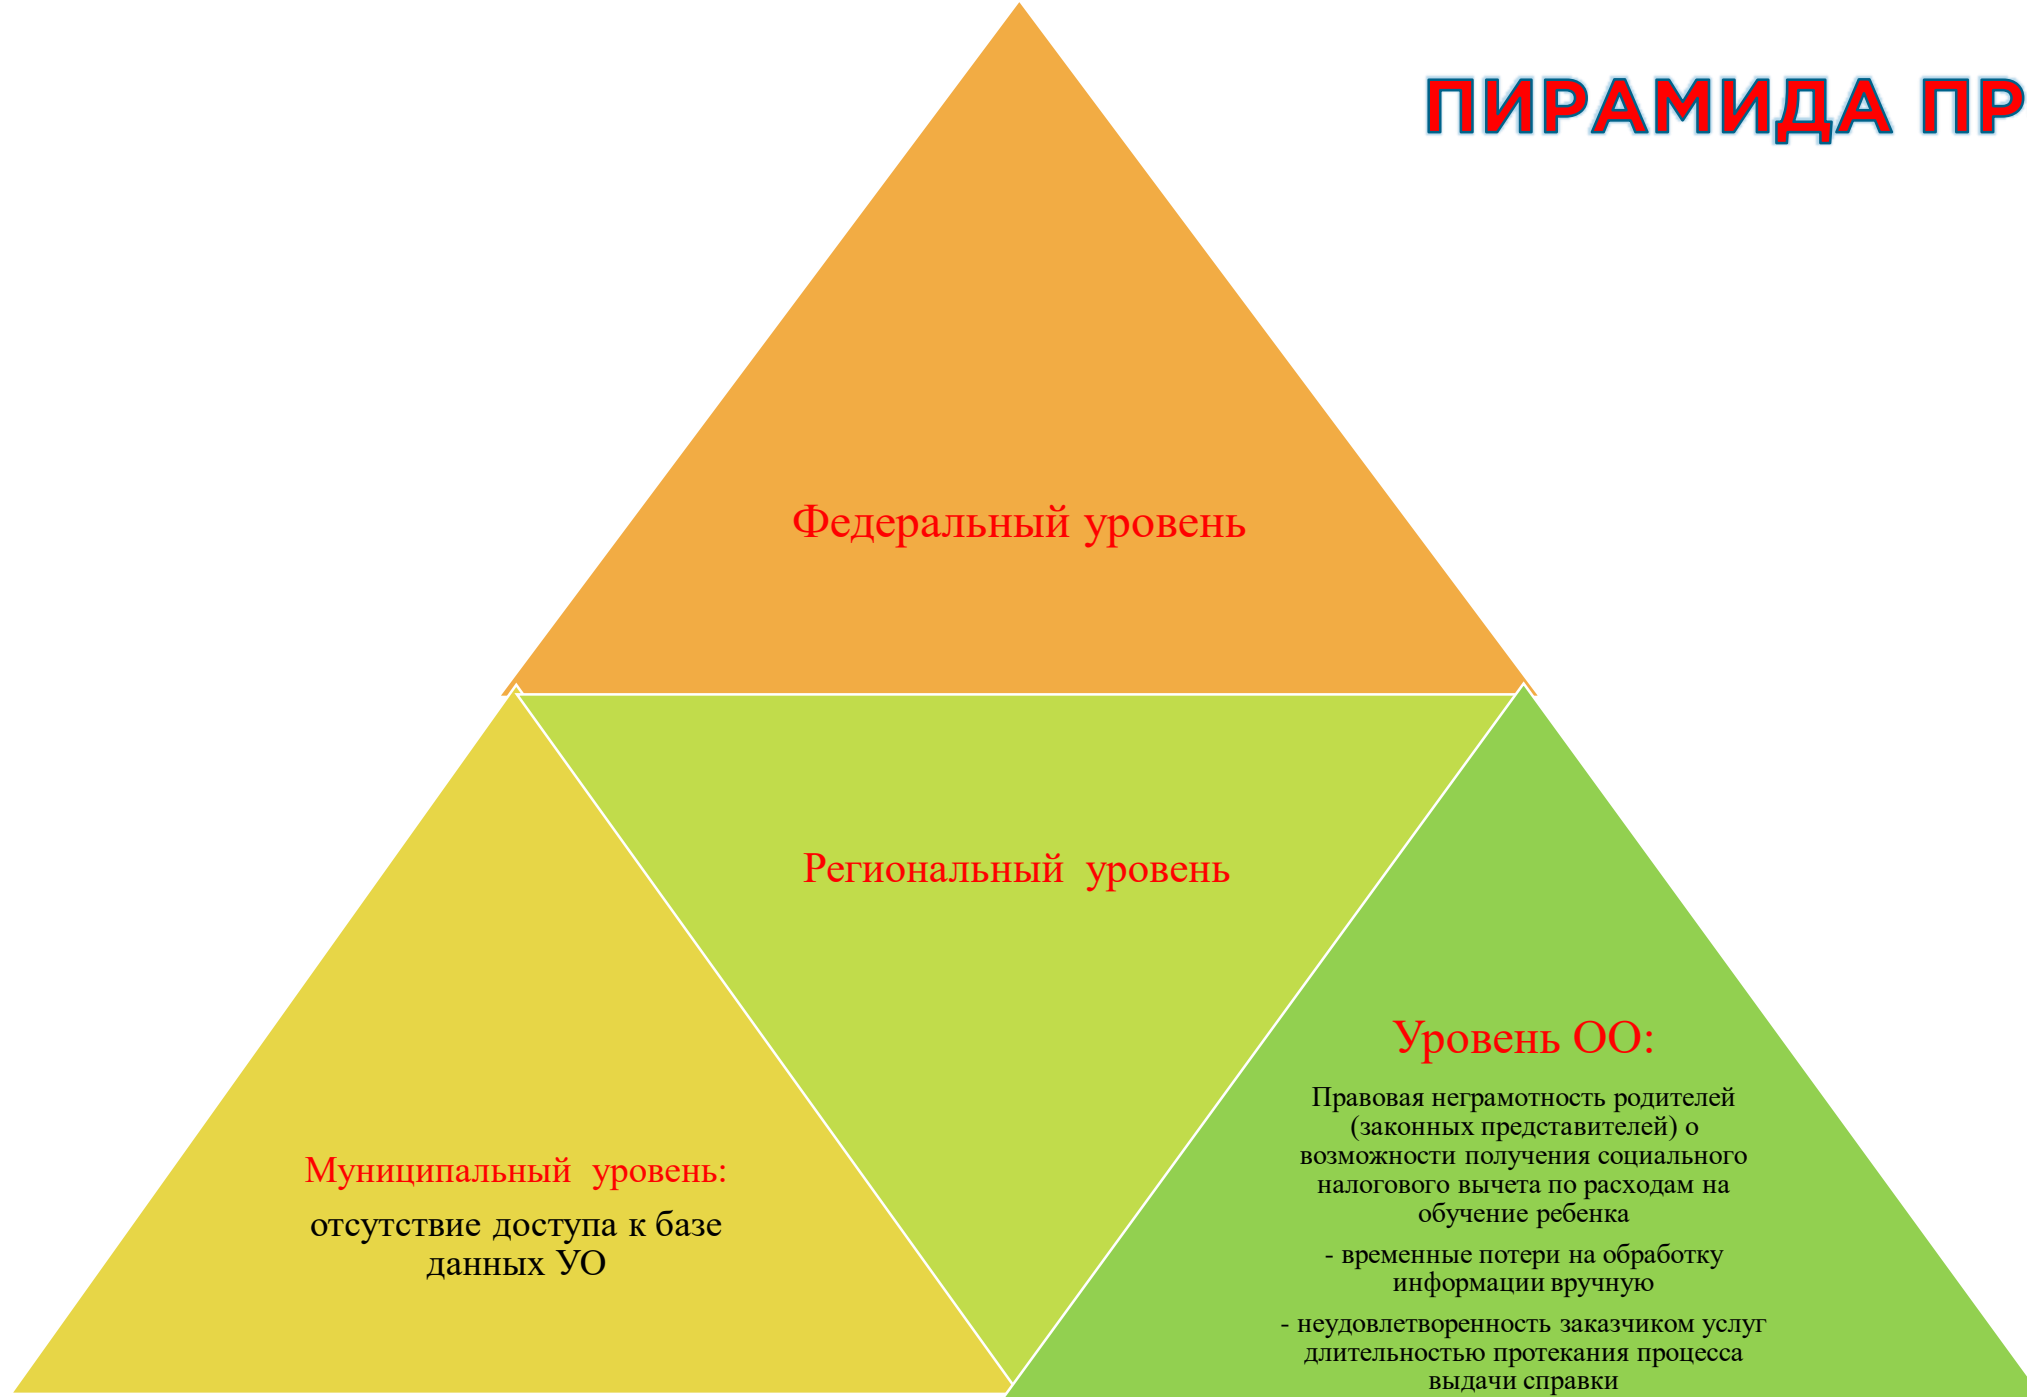 ПИРАМИДА ПР
Федеральный уровень
Региональный уровень
Муниципальный уровень:
отсутствие доступа к базе
данных УО
Уровень ОО:
Правовая неграмотность родителей
(законных представителей) о
возможности получения социального
налогового вычета по расходам на
обучение ребенка
- временные потери на обработку
информации вручную
- неудовлетворенность заказчиком услуг
длительностью протекания процесса
выдачи справки